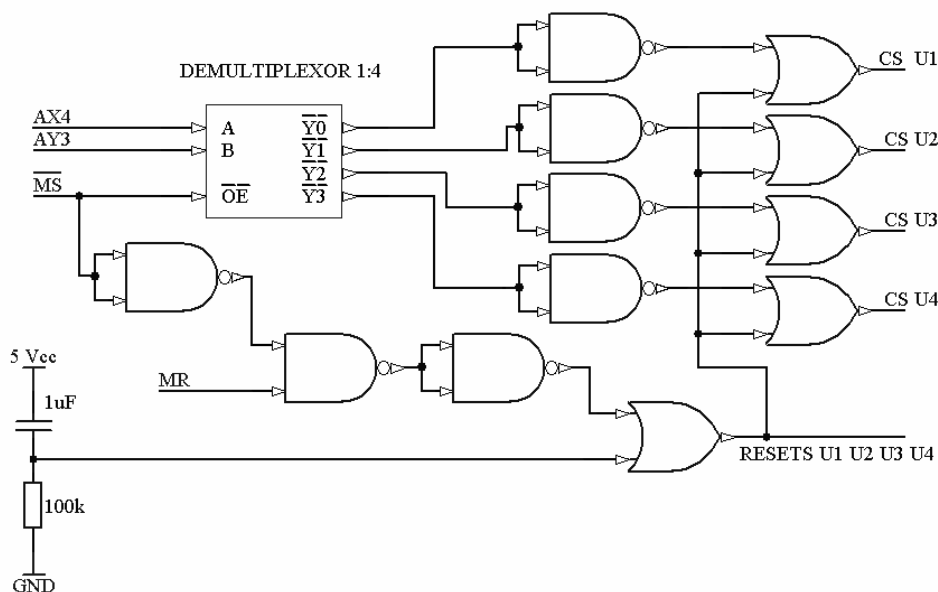 DEMULTIPLEXOR 1:4
CS U1
AX4
A
Y0
AY3
B
Y1
CS U2
Y2
MS
OE
Y3
CS U3
CS U4
5 Vcc
MR
1uF
RESETS U1 U2 U3 U4
100k
GND